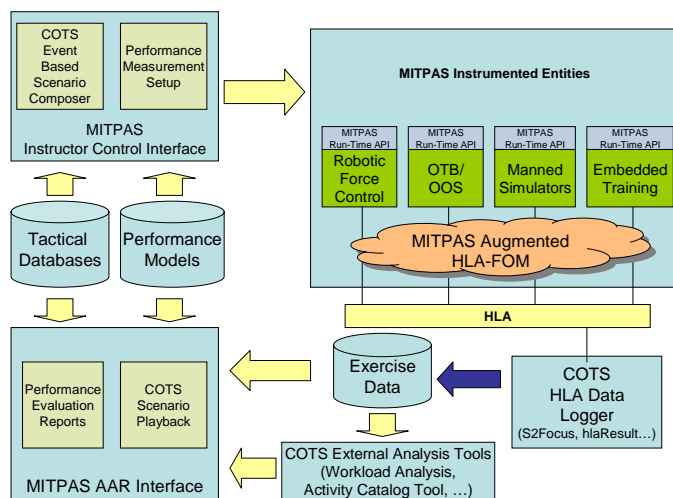 COTS
Event
Based
Scenario
Composer
Performance
Measurement
Setup
MITPAS
Instructor Control Interface
MITPAS Instrumented Entities
MITPAS
Run-Time API
Robotic
Force
Control
MITPAS
Run-Time API
OTB/
OOS
MITPAS
Run-Time API
Manned
Simulators
MITPAS
Run-Time API
Embedded
Training
MITPAS Augmented
HLA-FOM
Tactical
Databases
Performance
Models
HLA
Performance
Evaluation
Reports
COTS
Scenario
Playback
MITPAS AAR Interface
Exercise
Data
COTS
HLA Data
Logger
(S2Focus, hlaResult…)
COTS External Analysis Tools
(Workload Analysis,
Activity Catalog Tool, …)